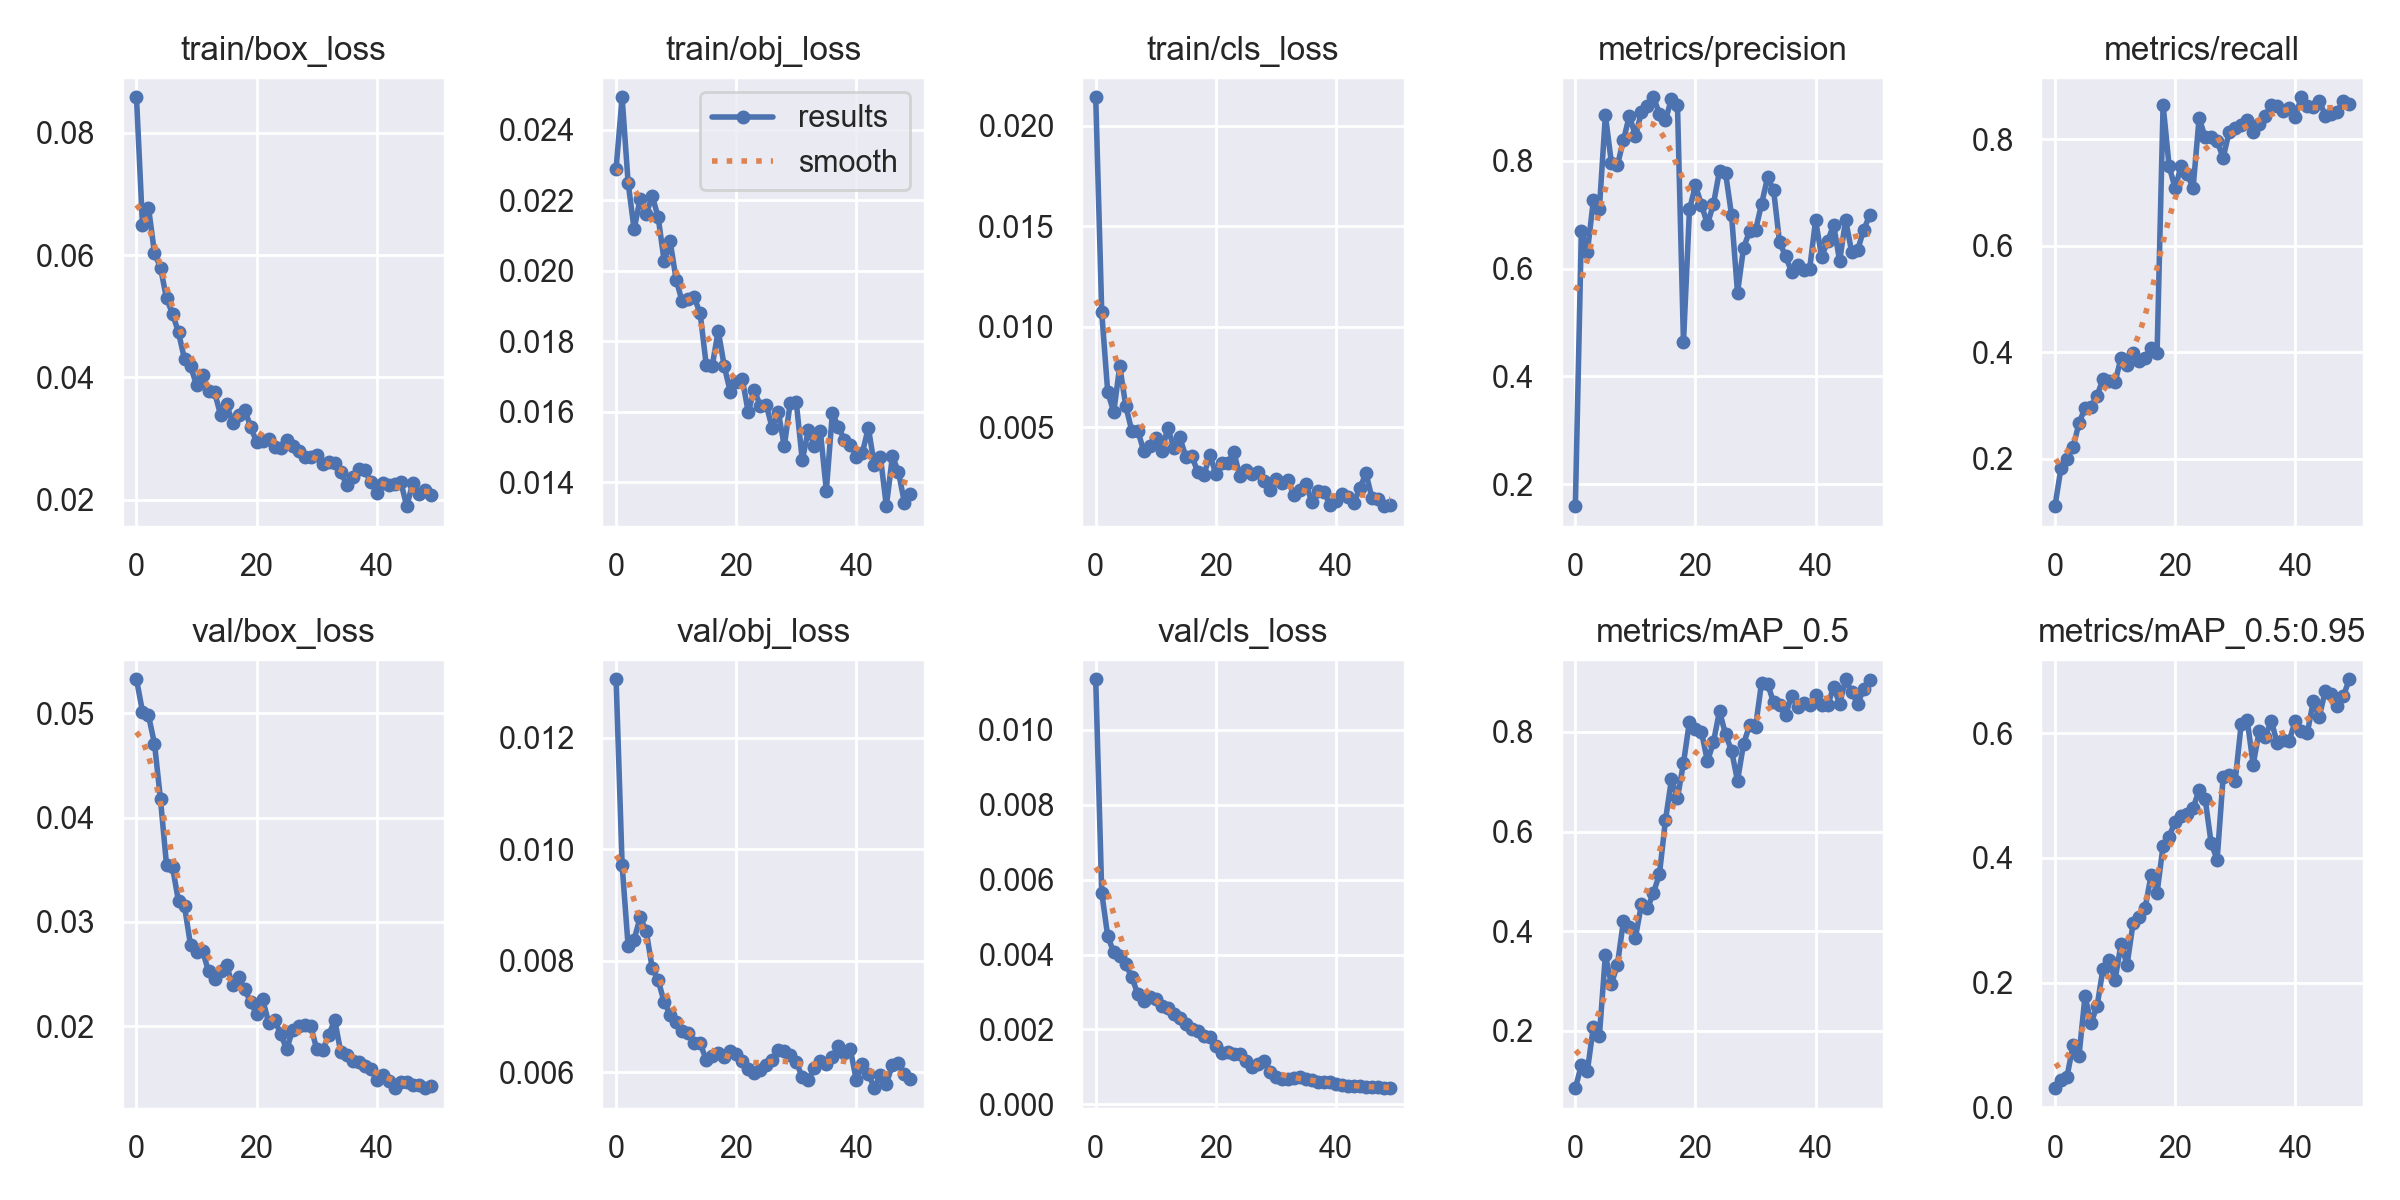 train/box_loss
train/obj_loss
train/cls_loss
metrics/precision
metrics/recall
0.08
0.06
0.04
0.02
0 20 40
results
smooth
0.024
0.022
0.020
0.018
0.016
0.014
0 20 40
0.020
0.015
0.010
0.005
0 20 40
0.8
0.6
0.4
0.2
0 20 40
0.8
0.6
0.4
0.2
0 20 40
val/box_loss
val/obj_loss
val/cls_loss
metrics/mAP_0.5
metrics/mAP_0.5:0.95
0.05
0.04
0.03
0.02
0 20 40
0.012
0.010
0.008
0.006
0 20 40
0.010
0.008
0.006
0.004
0.002
0.000
0 20 40
0.8
0.6
0.4
0.2
0 20 40
0.6
0.4
0.2
0.0
0 20 40